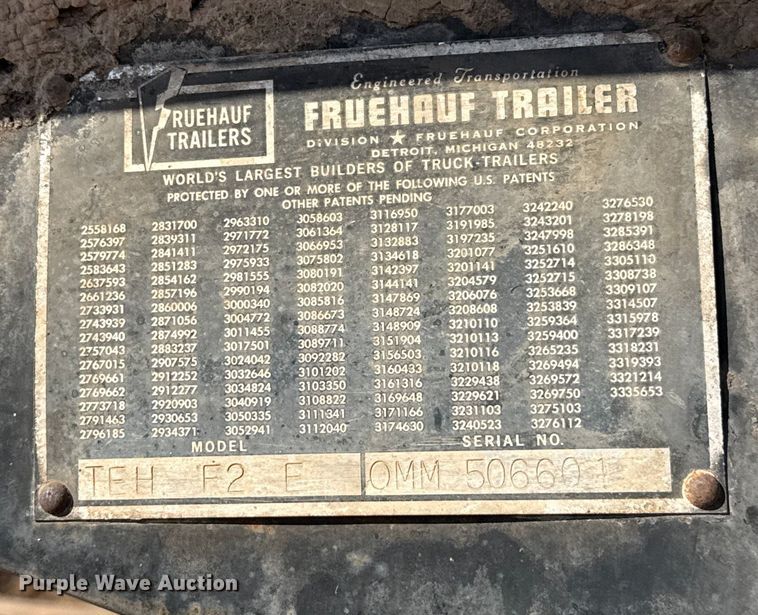 FRUEHAUF
TRAILERS
Engineered Transportation
FRUEHAUF TRAILER
DIVISION ★ FRUEHAUF CORPORATION
DETROIT, MICHIGAN 48232
WORLD'S LARGEST BUILDERS OF TRUCK-TRAILERS
PROTECTED BY ONE OR MORE OF THE FOLLOWING U.S. PATENTS
OTHER PATENTS PENDING
2558168 2831700 2963310 3058603 3116950 3177003 3242240 3276530
2576397 2839311 2971772 3061364 3128117 3191985 3243201 3278198
2579774 2841411 2972175 3066953 3132883 3197235 3247998 3285391
2583643 2851283 2975933 3075802 3134618 3201077 3251610 3286348
2637593 2854162 2981555 3080191 3142397 3201141 3252714 3305110
2661236 2857196 2990194 3082020 3144141 3204579 3252715 3308738
2733931 2860006 3000340 3085816 3147869 3206076 3253668 3309107
2743939 2871056 3004772 3086673 3148724 3208608 3253839 3314507
2743940 2874992 3011455 3088774 3148909 3210110 3259364 3315978
2757043 2883237 3017501 3089711 3151904 3210113 3259400 3317239
2767015 2907575 3024042 3092282 3156503 3210116 3265235 3318231
2769661 2912252 3032646 3101202 3160433 3210118 3269494 3319393
2769662 2912277 3034824 3103350 3161316 3229438 3269572 3321214
2773718 2920903 3040919 3108822 3169648 3229621 3269750 3335653
2791463 2930653 3050335 3111341 3171166 3231103 3275103
2796185 2934371 3052941 3112040 3174630 3240523 3276112
MODEL SERIAL NO.
TEH F2 E OMM 506601
Purple Wave Auction